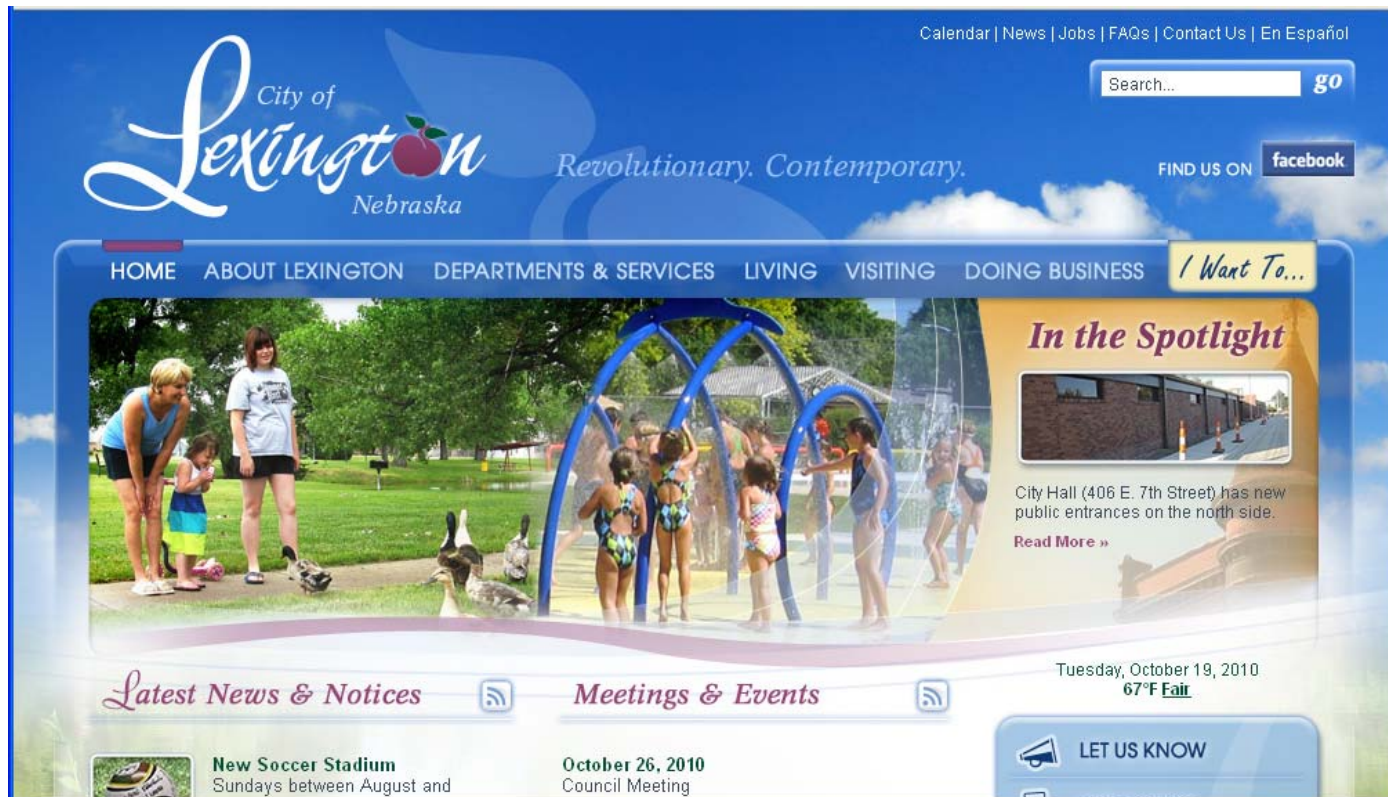 Calendar | News | Jobs | FAQs | Contact Us | En Español
Search...
go
City of
Lexington
Nebraska
Revolutionary. Contemporary.
FIND US ON
facebook
HOME
ABOUT LEXINGTON
DEPARTMENTS & SERVICES
LIVING
VISITING
DOING BUSINESS
I Want To...
In the Spotlight
City Hall (406 E. 7th Street) has new
public entrances on the north side.
Read More »
Tuesday, October 19, 2010
67°F Fair
Latest News & Notices
Meetings & Events
New Soccer Stadium
Sundays between August and
October 26, 2010
Council Meeting
LET US KNOW